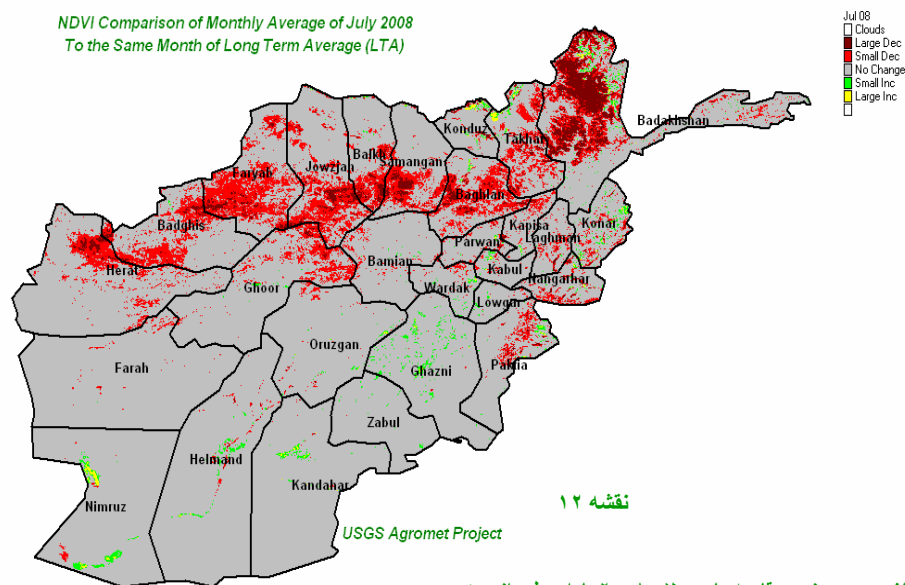 NDVI Comparison of Monthly Average of July 2008
To the Same Month of Long Term Average (LTA)
Jul 08
Clouds
Large Dec
Small Dec
No Change
Small Inc
Large Inc
Badakhshan
Konduz
Takhar
Balkh
Samangan
Jowzjan
Faryab
Baghlan
Badghis
Kapisa
Konar
Laghman
Parwan
Herat
Bamian
Kabul
Nangarhar
Ghoor
Wardak
Lowgar
Oruzgan
Farah
Ghazni
Paktia
Zabul
Helmand
Kandahar
Nimruz
نقشه ١٢
USGS Agromet Project